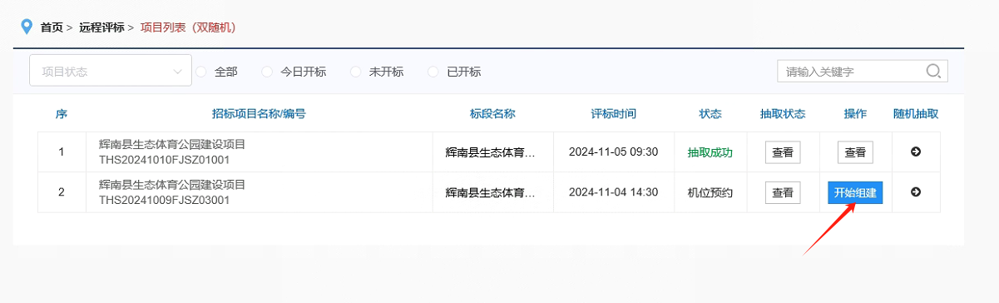 首页 > 远程评标 > 项目列表（双随机）
项目状态 全部 今日开标 未开标 已开标 请输入关键字
序 招标项目名称/编号 标段名称 评标时间 状态 抽取状态 操作 随机抽取
1 辉南县生态体育公园建设项目 辉南县生态体育... 2024-11-05 09:30 抽取成功 查看 查看
THS20241010FJSZ01001
2 辉南县生态体育公园建设项目 辉南县生态体育... 2024-11-04 14:30 机位预约 查看 开始组建
THS20241009FJSZ03001